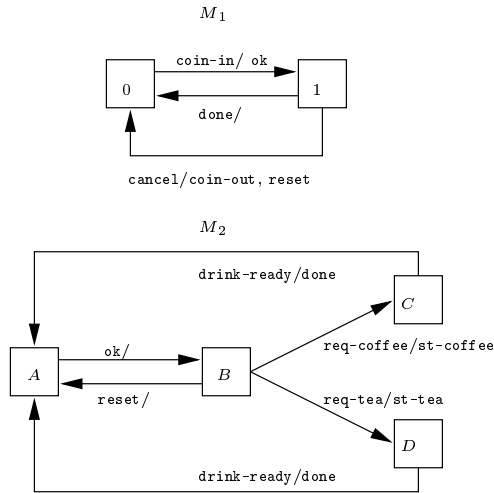 M1
coin-in/ ok
0
1
done/
cancel/coin-out, reset
M2
drink-ready/done
C
req-coffee/st-coffee
ok/
A
B
reset/
req-tea/st-tea
D
drink-ready/done